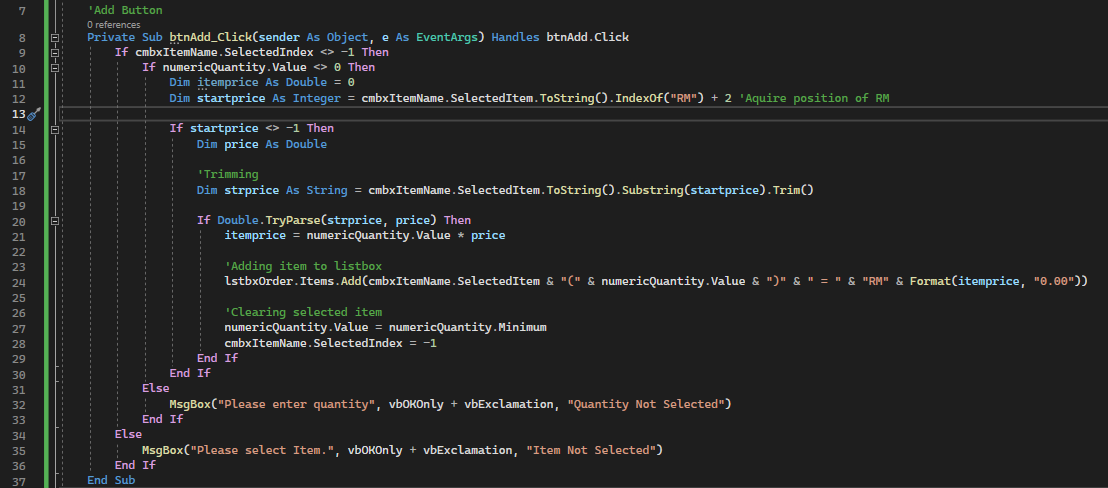 7 'Add Button
0 references
8 Private Sub btnAdd_Click(sender As Object, e As EventArgs) Handles btnAdd.Click
9 If cmbxItemName.SelectedIndex <> -1 Then
10 If numericQuantity.Value <> 0 Then
11 Dim itemprice As Double = 0
12 Dim startprice As Integer = cmbxItemName.SelectedItem.ToString().IndexOf("RM") + 2 'Aquire position of RM
13
14 If startprice <> -1 Then
15 Dim price As Double
16
17 'Trimming
18 Dim strprice As String = cmbxItemName.SelectedItem.ToString().Substring(startprice).Trim()
19
20 If Double.TryParse(strprice, price) Then
21 itemprice = numericQuantity.Value * price
22
23 'Adding item to listbox
24 lstbxOrder.Items.Add(cmbxItemName.SelectedItem & "(" & numericQuantity.Value & ")" & " = " & "RM" & Format(itemprice, "0.00"))
25
26 'Clearing selected item
27 numericQuantity.Value = numericQuantity.Minimum
28 cmbxItemName.SelectedIndex = -1
29 End If
30 End If
31 Else
32 MsgBox("Please enter quantity", vbOKOnly + vbExclamation, "Quantity Not Selected")
33 End If
34 Else
35 MsgBox("Please select Item.", vbOKOnly + vbExclamation, "Item Not Selected")
36 End If
37 End Sub